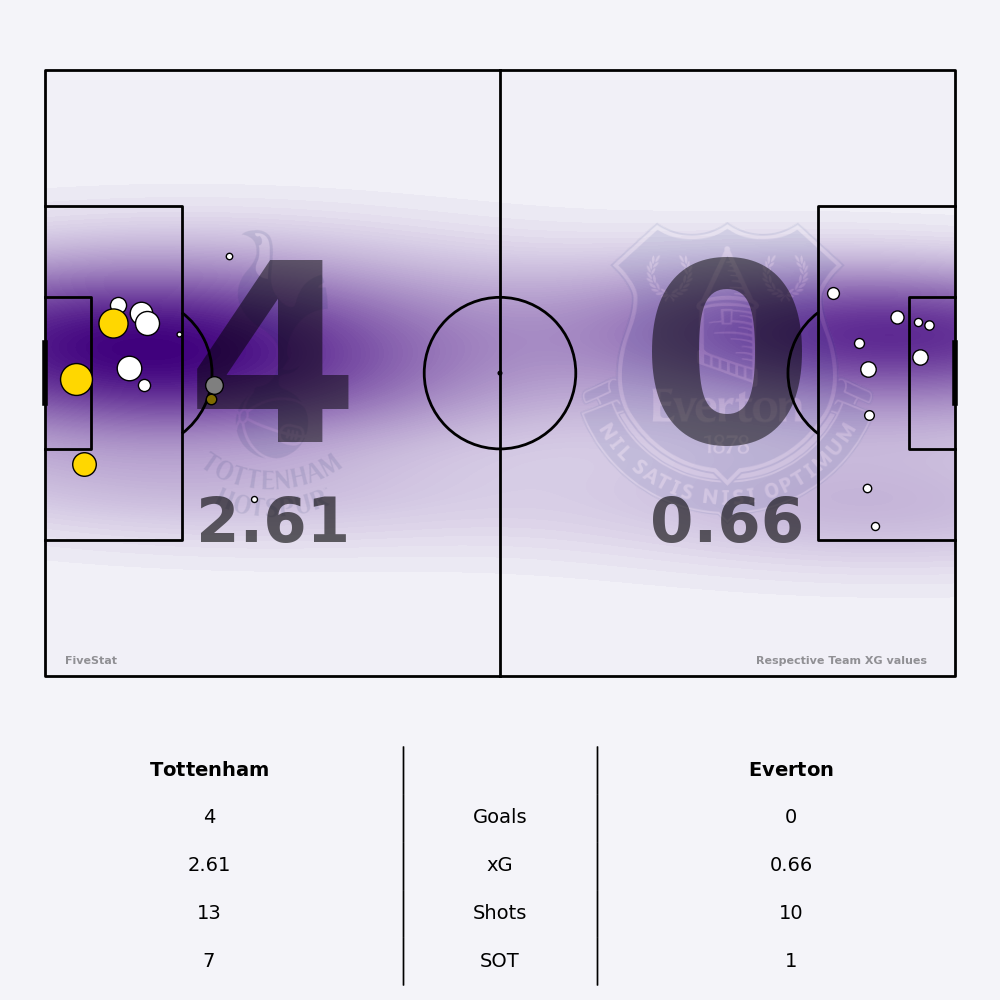 4 0
Everton
1878
TOTTENHAM
HOTSPUR
NIL SATIS NISI OPTIMUM
2.61 0.66
FiveStat Respective Team XG values
Tottenham Everton
4 Goals 0
2.61 xG 0.66
13 Shots 10
7 SOT 1